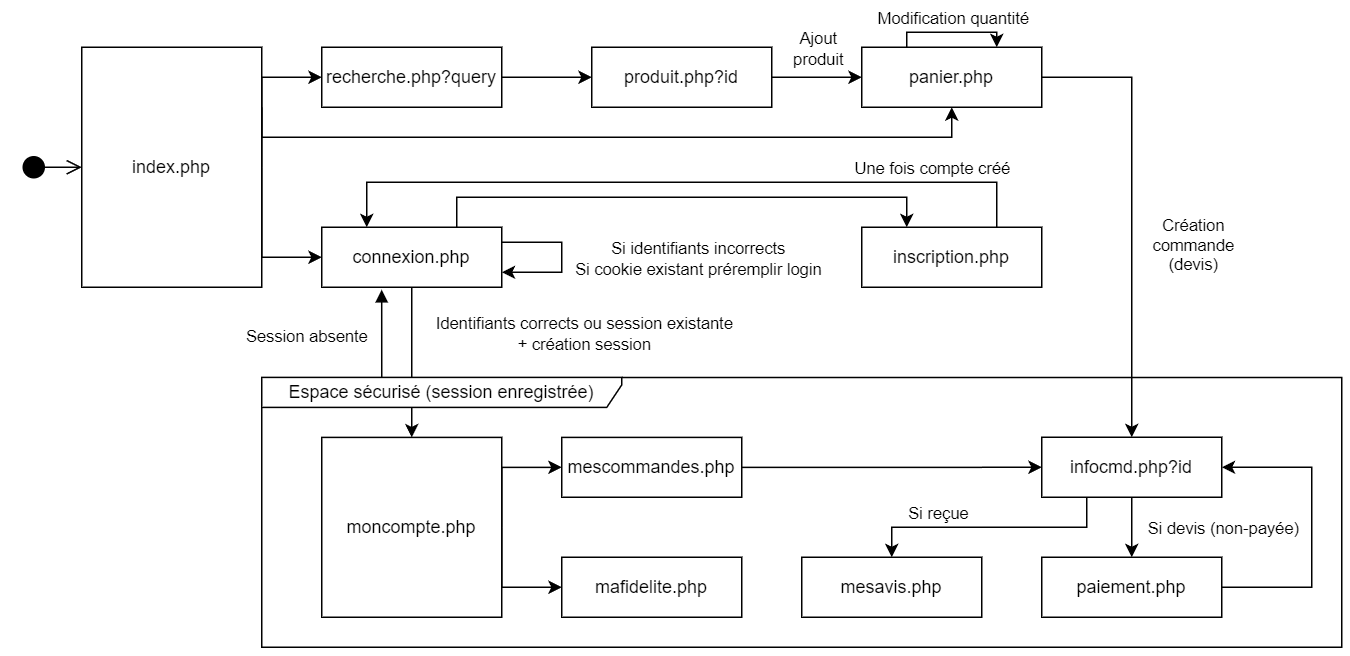 Modification quantité
Ajout
produit
recherche.php?query
produit.php?id
panier.php
index.php
Une fois compte créé
connexion.php
Si identifiants incorrects
Si cookie existant préremplir login
inscription.php
Création
commande
(devis)
Session absente
Identifiants corrects ou session existante
+ création session
Espace sécurisé (session enregistrée)
mescommandes.php
infocmd.php?id
moncompte.php
Si reçue
Si devis (non-payée)
mafidelite.php
mesavis.php
paiement.php